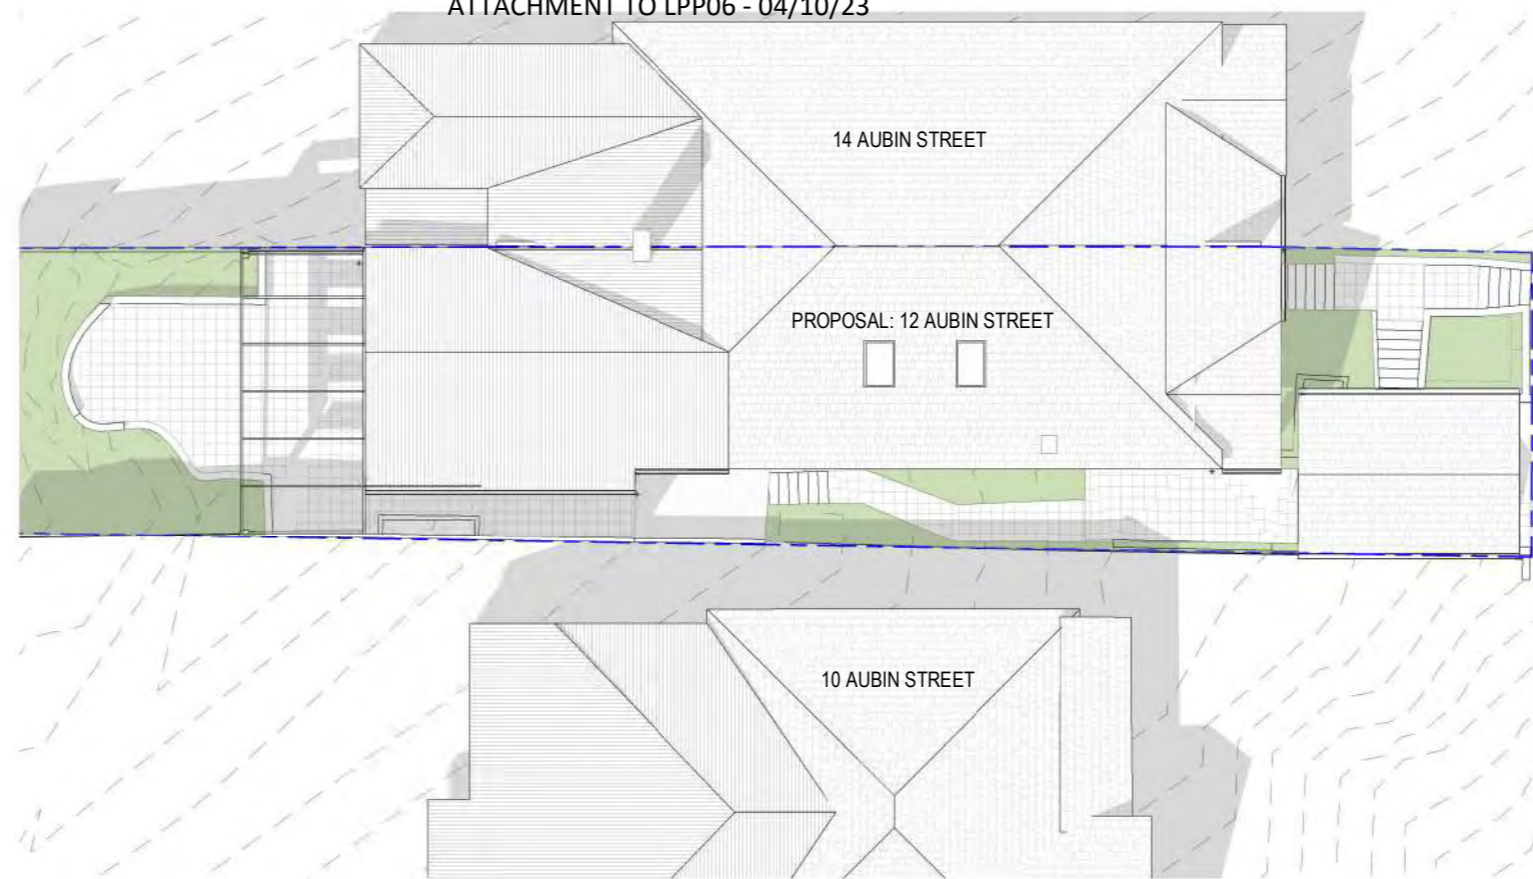 ATTACHMENT TO LPP06 - 04/10/23
14 AUBIN STREET
PROPOSAL: 12 AUBIN STREET
10 AUBIN STREET